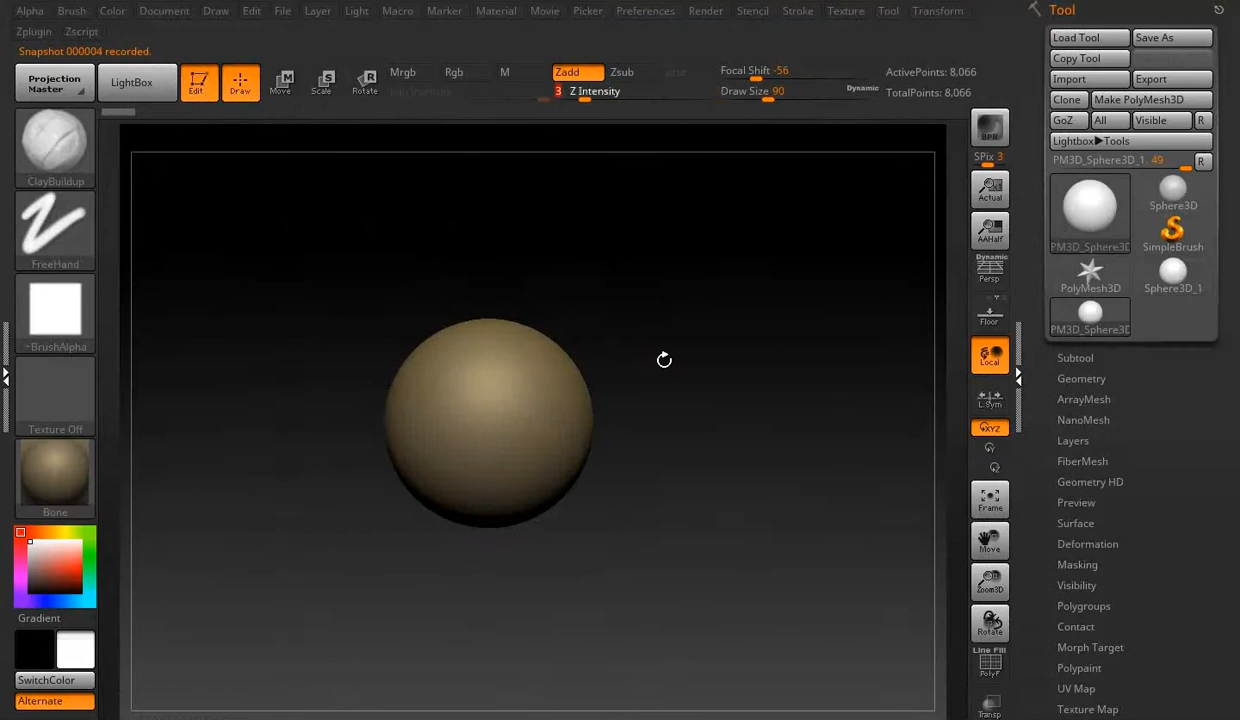 Alpha Brush Color Document Draw Edit File Layer Light Macro Marker Material Movie Picker Preferences Render Stencil Stroke Texture Tool Transform
Zplugin Zscript
Snapshot 000004 recorded.
Projection Master
LightBox
Edit
Draw
Move
Scale
Rotate
Mrgb Rgb M
Zadd Zsub
3 Z Intensity
Focal Shift -56
Draw Size 90
Dynamic
ActivePoints: 8,066
TotalPoints: 8,066
ClayBuildup
FreeHand
~BrushAlpha
Texture Off
Bone
Gradient
SwitchColor
Alternate
BPR
SPix 3
Actual
AAHalf
Dynamic
Persp
Floor
Local
L.Sym
XYZ
Y
Z
Frame
Move
Zoom3D
Rotate
Line Fill
PolyF
Transp
Tool
Load Tool Save As
Copy Tool
Import Export
Clone Make PolyMesh3D
GoZ All Visible R
Lightbox▶Tools
PM3D_Sphere3D_1. 49 R
Sphere3D
PM3D_Sphere3D SimpleBrush
PolyMesh3D Sphere3D_1
PM3D_Sphere3D
Subtool
Geometry
ArrayMesh
NanoMesh
Layers
FiberMesh
Geometry HD
Preview
Surface
Deformation
Masking
Visibility
Polygroups
Contact
Morph Target
Polypaint
UV Map
Texture Map